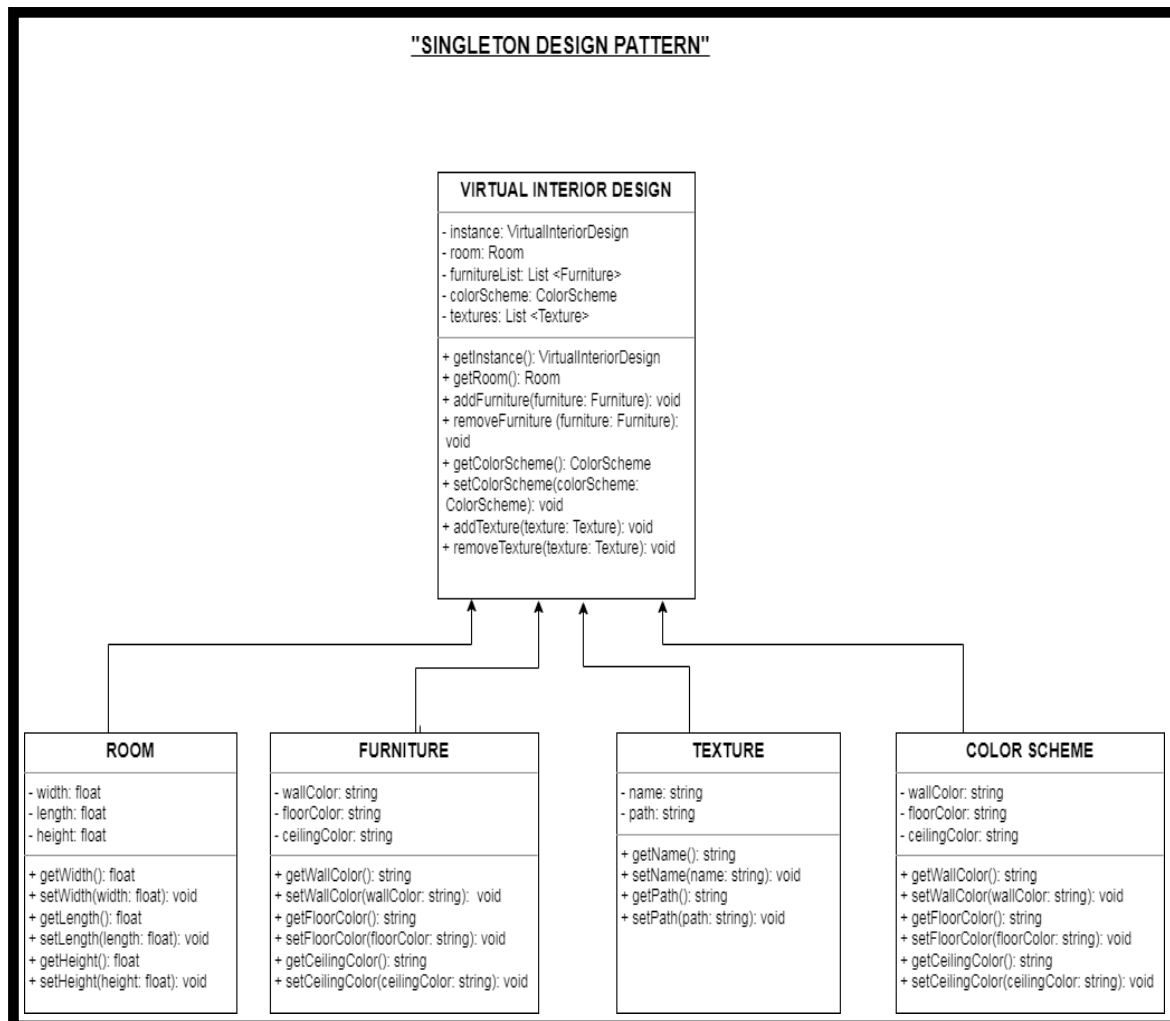 "SINGLETON DESIGN PATTERN"
VIRTUAL INTERIOR DESIGN
- instance: VirtualInteriorDesign
- room: Room
- furnitureList: List <Furniture>
- colorScheme: ColorScheme
- textures: List <Texture>
+ getInstance(): VirtualInteriorDesign
+ getRoom(): Room
+ addFurniture(furniture: Furniture): void
+ removeFurniture (furniture: Furniture):
void
+ getColorScheme(): ColorScheme
+ setColorScheme(colorScheme:
ColorScheme): void
+ addTexture(texture: Texture): void
+ removeTexture(texture: Texture): void
ROOM
- width: float
- length: float
- height: float
+ getWidth(): float
+ setWidth(width: float): void
+ getLength(): float
+ setLength(length: float): void
+ getHeight(): float
+ setHeight(height: float): void
FURNITURE
- wallColor: string
- floorColor: string
- ceilingColor: string
+ getWallColor(): string
+ setWallColor(wallColor: string): void
+ getFloorColor(): string
+ setFloorColor(floorColor: string): void
+ getCeilingColor(): string
+ setCeilingColor(ceilingColor: string): void
TEXTURE
- name: string
- path: string
+ getName(): string
+ setName(name: string): void
+ getPath(): string
+ setPath(path: string): void
COLOR SCHEME
- wallColor: string
- floorColor: string
- ceilingColor: string
+ getWallColor(): string
+ setWallColor(wallColor: string): void
+ getFloorColor(): string
+ setFloorColor(floorColor: string): void
+ getCeilingColor(): string
+ setCeilingColor(ceilingColor: string): void